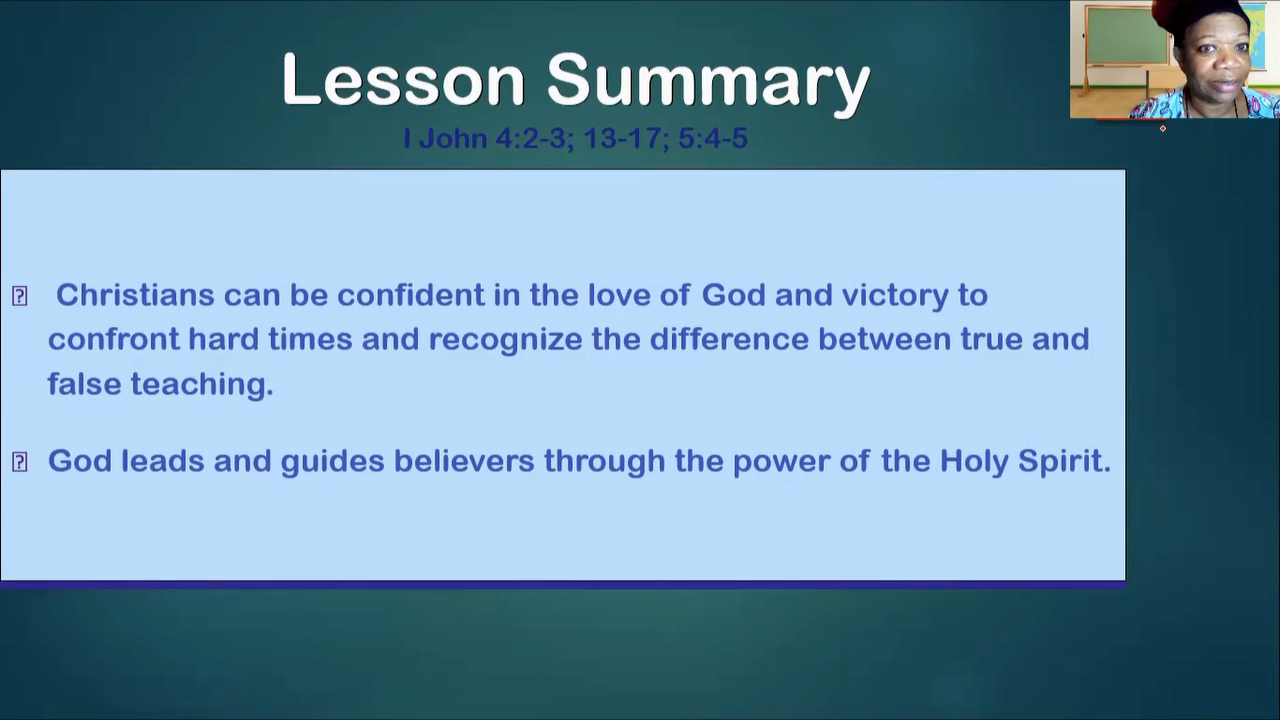 Lesson Summary
I John 4:2-3; 13-17; 5:4-5
Christians can be confident in the love of God and victory to
confront hard times and recognize the difference between true and
false teaching.
God leads and guides believers through the power of the Holy Spirit.